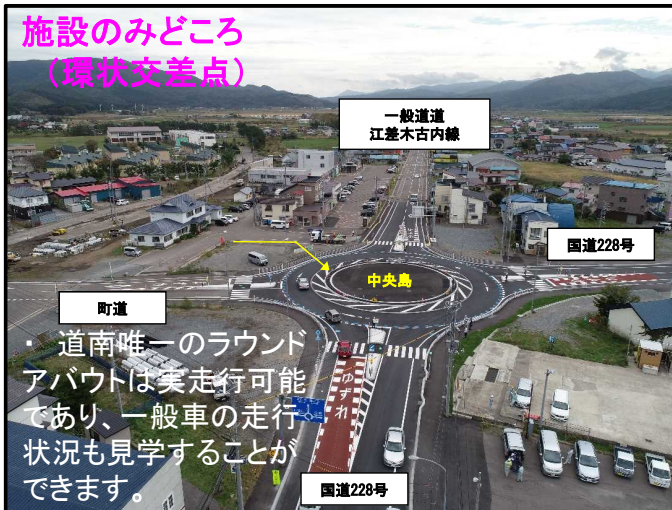 施設のみどころ
（環状交差点）
一般道道
江差木古内線
国道228号
中央島
町道
・ 道南唯一のラウンド
アバウトは実走行可能
であり、一般車の走行
状況も見学することが
できます。
ゆずれ
国道228号